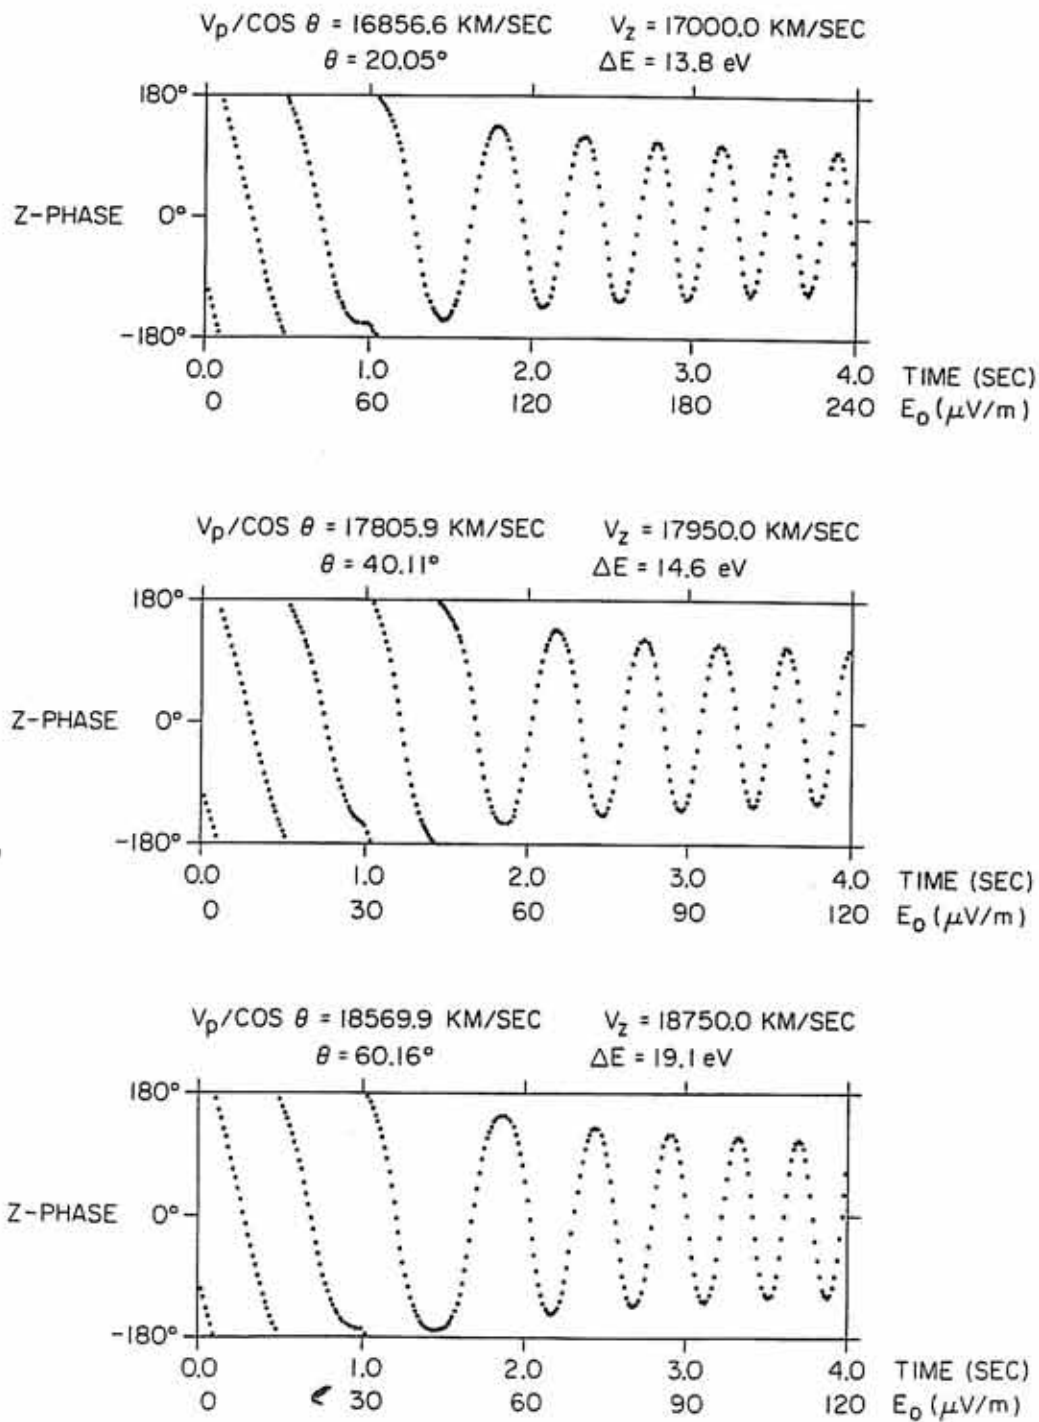 Vp/COS θ = 16856.6 KM/SEC    Vz = 17000.0 KM/SEC
θ = 20.05°    ΔE = 13.8 eV
180°
Z-PHASE 0°
-180°
0.0 1.0 2.0 3.0 4.0 TIME (SEC)
0 60 120 180 240 E₀ (μV/m)
Vp/COS θ = 17805.9 KM/SEC    Vz = 17950.0 KM/SEC
θ = 40.11°    ΔE = 14.6 eV
180°
Z-PHASE 0°
-180°
0.0 1.0 2.0 3.0 4.0 TIME (SEC)
0 30 60 90 120 E₀ (μV/m)
Vp/COS θ = 18569.9 KM/SEC    Vz = 18750.0 KM/SEC
θ = 60.16°    ΔE = 19.1 eV
180°
Z-PHASE 0°
-180°
0.0 1.0 2.0 3.0 4.0 TIME (SEC)
0 30 60 90 120 E₀ (μV/m)